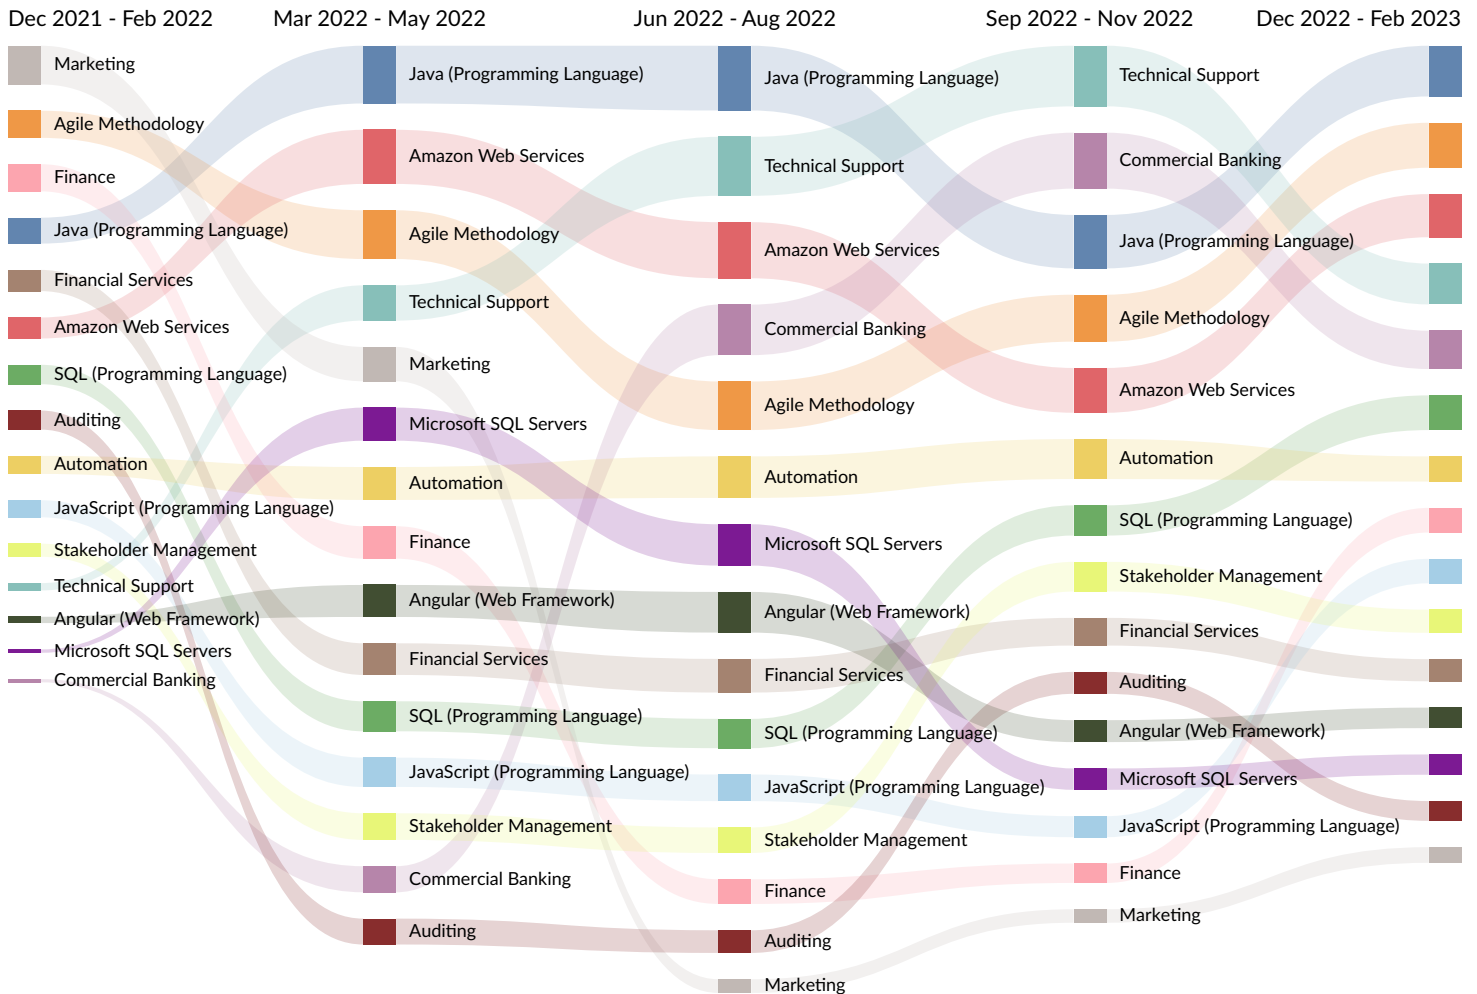 Dec 2021 - Feb 2022
Mar 2022 - May 2022
Jun 2022 - Aug 2022
Sep 2022 - Nov 2022
Dec 2022 - Feb 2023
Marketing
Agile Methodology
Finance
Java (Programming Language)
Financial Services
Amazon Web Services
SQL (Programming Language)
Auditing
Automation
JavaScript (Programming Language)
Stakeholder Management
Technical Support
Angular (Web Framework)
Microsoft SQL Servers
Commercial Banking
Java (Programming Language)
Amazon Web Services
Agile Methodology
Technical Support
Marketing
Microsoft SQL Servers
Automation
Finance
Angular (Web Framework)
Financial Services
SQL (Programming Language)
JavaScript (Programming Language)
Stakeholder Management
Commercial Banking
Auditing
Java (Programming Language)
Technical Support
Amazon Web Services
Commercial Banking
Agile Methodology
Automation
Microsoft SQL Servers
Angular (Web Framework)
Financial Services
SQL (Programming Language)
JavaScript (Programming Language)
Stakeholder Management
Finance
Auditing
Marketing
Technical Support
Commercial Banking
Java (Programming Language)
Agile Methodology
Amazon Web Services
Automation
SQL (Programming Language)
Stakeholder Management
Financial Services
Auditing
Angular (Web Framework)
Microsoft SQL Servers
JavaScript (Programming Language)
Finance
Marketing